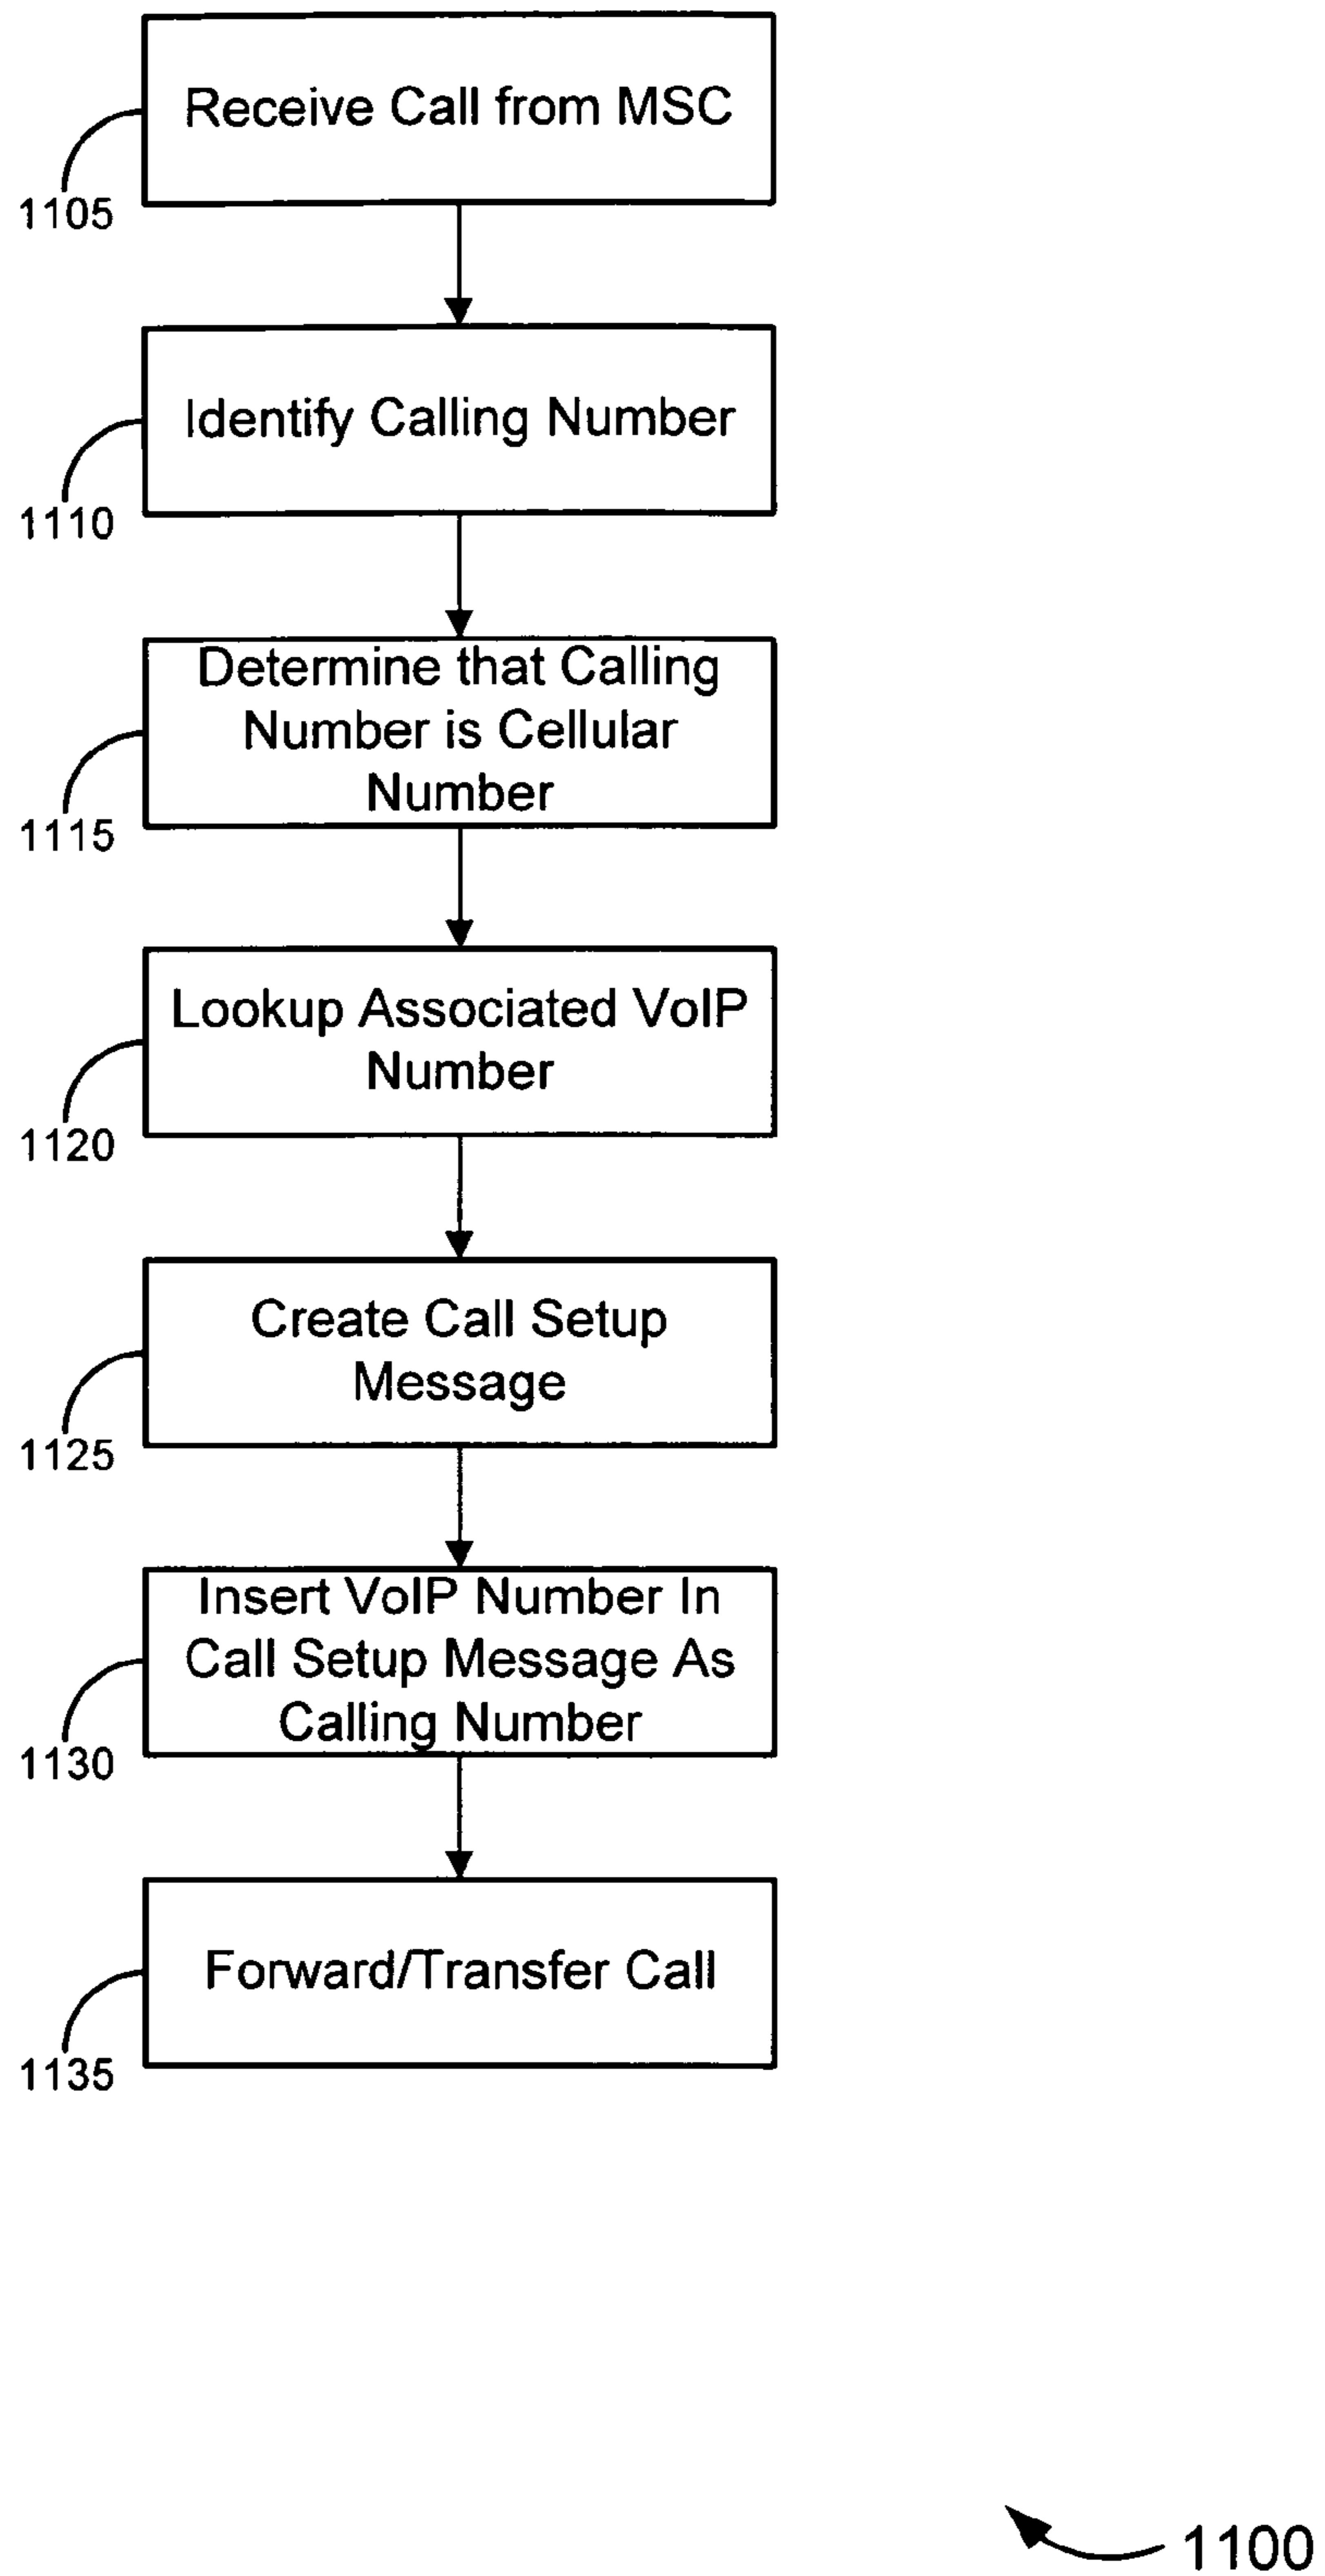 Receive Call from MSC
1105
Identify Calling Number
1110
Determine that Calling
Number is Cellular
Number
1115
Lookup Associated VoIP
Number
1120
Create Call Setup
Message
1125
Insert VoIP Number In
Call Setup Message As
Calling Number
1130
Forward/Transfer Call
1135
1100